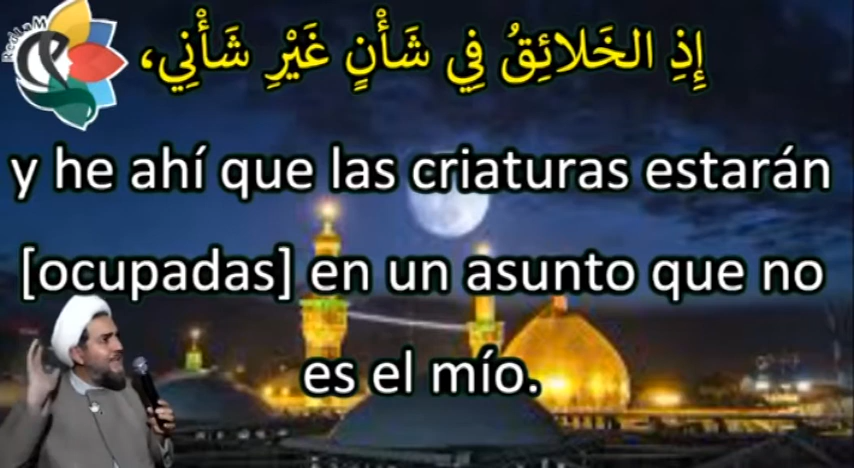 إِذِ الخَلائِقُ فِي شَأْنٍ غَيْرِ شَأْنِي،
y he ahí que las criaturas estarán
[ocupadas] en un asunto que no
es el mío.